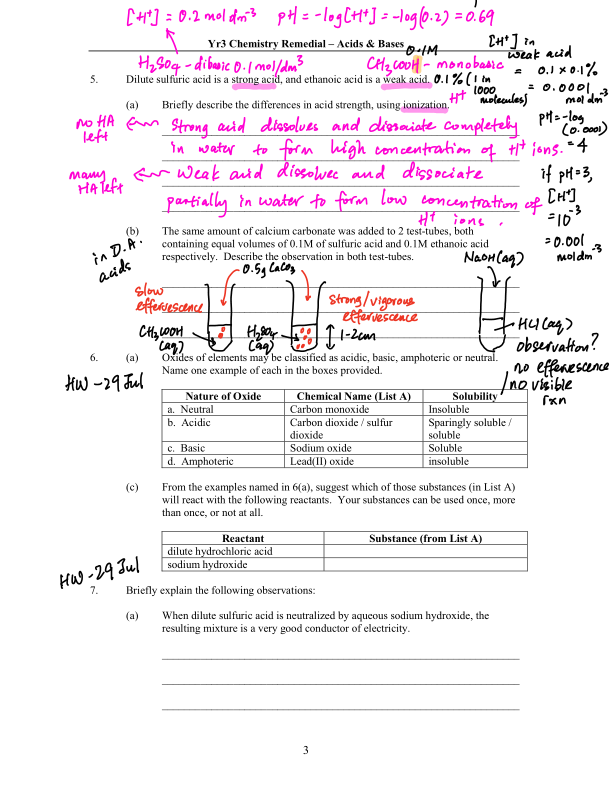 [H⁺] = 0.2 mol dm⁻³ pH = -log[H⁺] = -log(0.2) = 0.69
Yr3 Chemistry Remedial – Acids & Bases
0.1M
H₂SO₄ - dibasic 0.1 mol/dm³
CH₃COOH - monobasic
[H⁺] in
weak acid
= 0.1 x 0.1%
= 0.0001
mol dm⁻³
pH = -log
(0.0001)
= 4
if pH=3,
[H⁺]
= 10⁻³
= 0.001
mol dm⁻³
5. Dilute sulfuric acid is a strong acid, and ethanoic acid is a weak acid.
0.1% (1 in
1000
molecules)
(a) Briefly describe the differences in acid strength, using ionization.
H⁺
no HA
left
Strong acid dissolves and dissociate completely
in water to form high concentration of H⁺ ions.
many
HA left
Weak acid dissolves and dissociate
partially in water to form low concentration of
H⁺ ions.
(b) The same amount of calcium carbonate was added to 2 test-tubes, both
containing equal volumes of 0.1M of sulfuric acid and 0.1M ethanoic acid
respectively. Describe the observation in both test-tubes.
in D.A.
acids
0.5g CaCO₃
NaOH (aq)
Slow
effervescence
Strong/vigorous
effervescence
CH₃COOH
(aq)
H₂SO₄
(aq)
1-2cm
HCl (aq)
observation?
no effervescence
/no visible
rxn
6. (a) Oxides of elements may be classified as acidic, basic, amphoteric or neutral.
Name one example of each in the boxes provided.
HW - 29 Jul
Nature of Oxide Chemical Name (List A) Solubility
a. Neutral Carbon monoxide Insoluble
b. Acidic Carbon dioxide / sulfur Sparingly soluble /
dioxide soluble
c. Basic Sodium oxide Soluble
d. Amphoteric Lead(II) oxide insoluble
(c) From the examples named in 6(a), suggest which of those substances (in List A)
will react with the following reactants. Your substances can be used once, more
than once, or not at all.
Reactant Substance (from List A)
dilute hydrochloric acid
sodium hydroxide
HW - 29 Jul
7. Briefly explain the following observations:
(a) When dilute sulfuric acid is neutralized by aqueous sodium hydroxide, the
resulting mixture is a very good conductor of electricity.
3